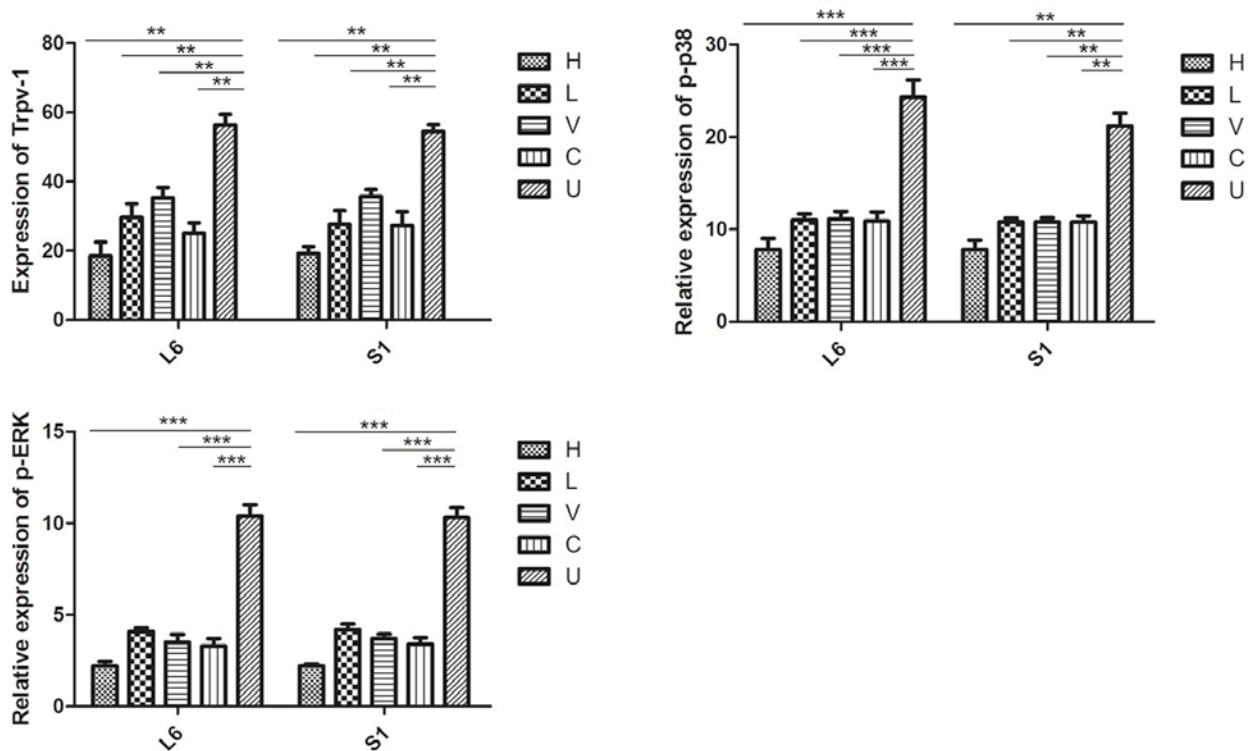 Expression of Trpv-1
80
60
40
20
0
**
**
**
**
**
**
**
**
L6
S1
H
L
V
C
U
Relative expression of p-p38
30
20
10
0
***
***
***
***
**
**
**
**
L6
S1
H
L
V
C
U
Relative expression of p-ERK
15
10
5
0
***
***
***
***
***
***
L6
S1
H
L
V
C
U